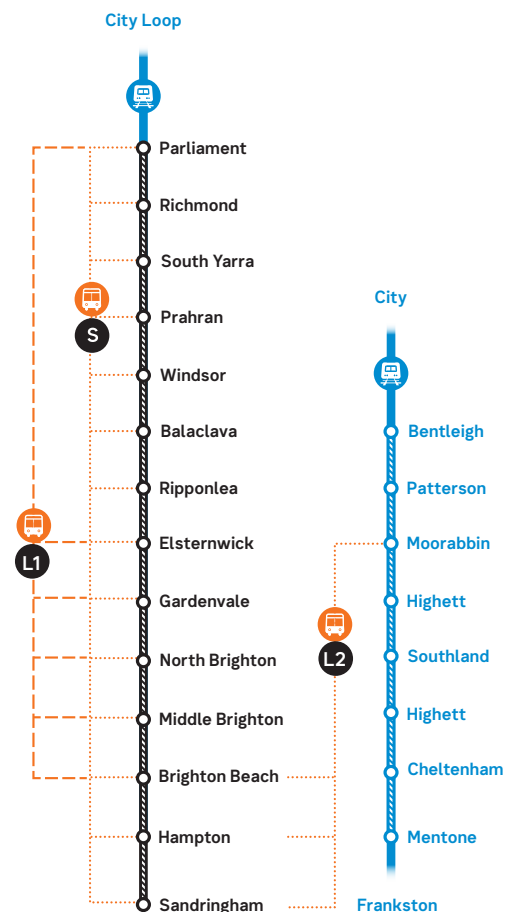 City Loop
Parliament
Richmond
South Yarra
Prahran
S
Windsor
Balaclava
Ripponlea
Elsternwick
L1
Gardenvale
North Brighton
Middle Brighton
Brighton Beach
Hampton
Sandringham
City
Bentleigh
Patterson
Moorabbin
Highett
L2
Southland
Highett
Cheltenham
Mentone
Frankston